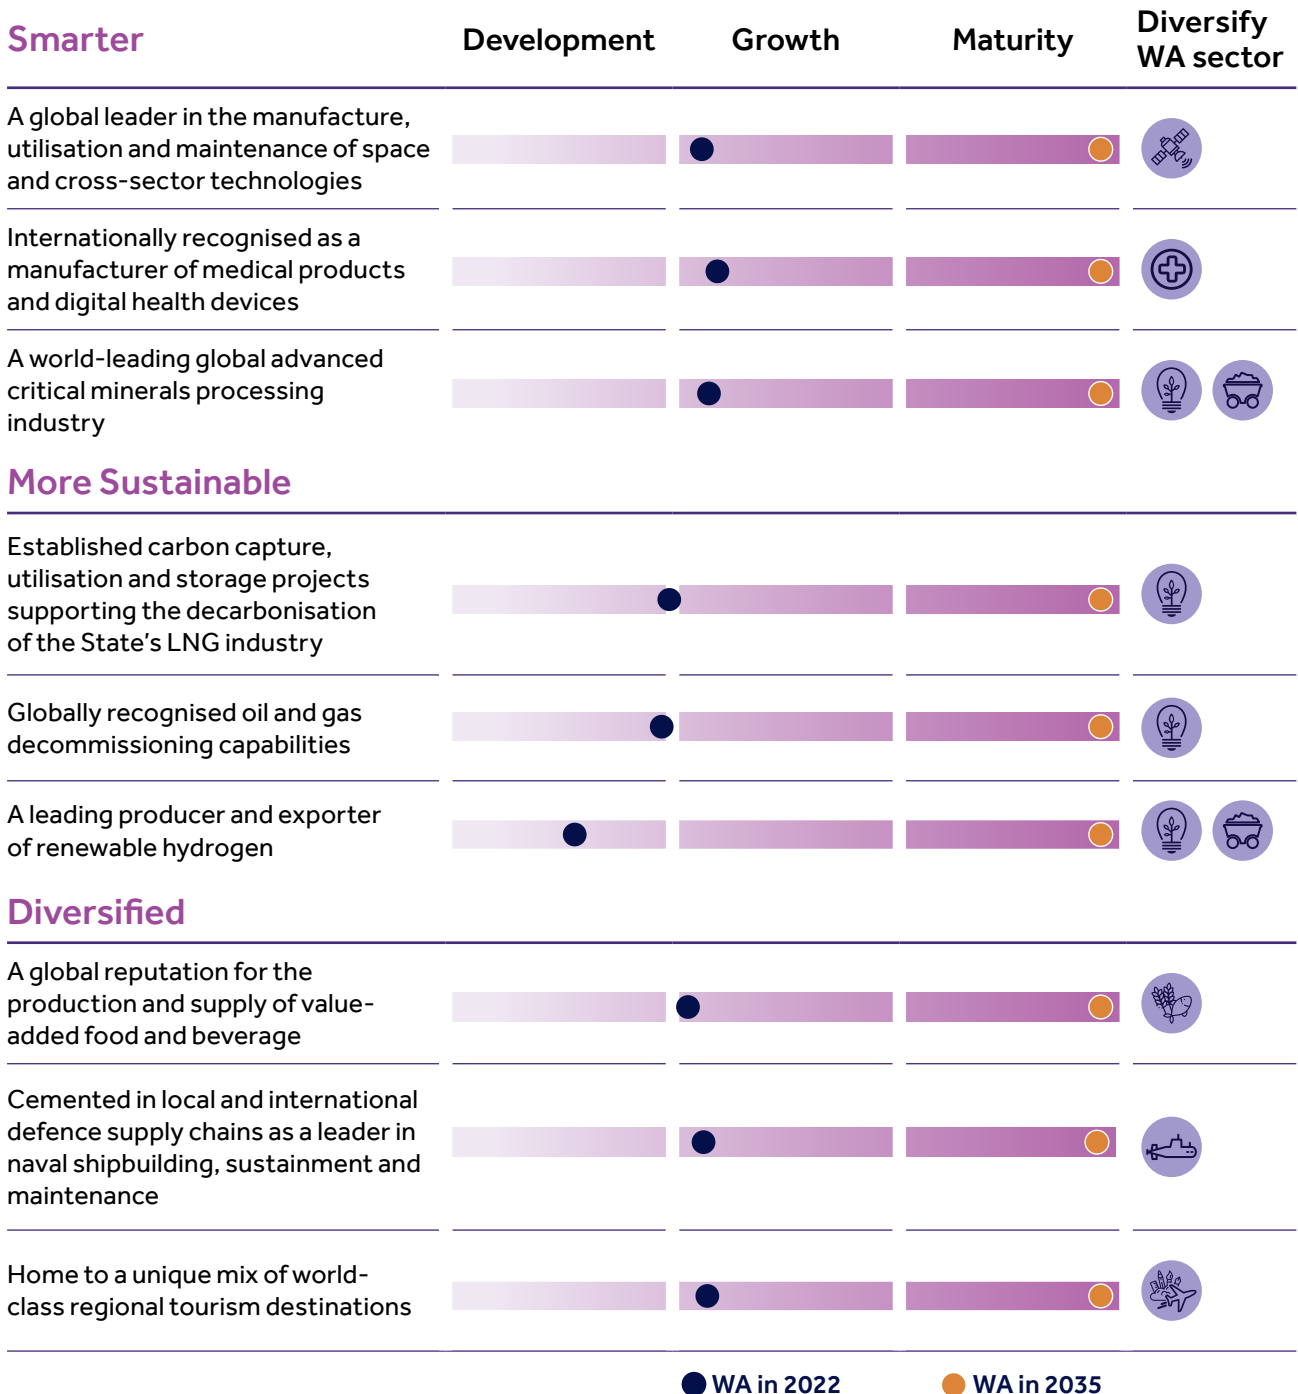 Smarter
Development
Growth
Maturity
Diversify
WA sector
A global leader in the manufacture,
utilisation and maintenance of space
and cross-sector technologies
Internationally recognised as a
manufacturer of medical products
and digital health devices
A world-leading global advanced
critical minerals processing
industry
More Sustainable
Established carbon capture,
utilisation and storage projects
supporting the decarbonisation
of the State's LNG industry
Globally recognised oil and gas
decommissioning capabilities
A leading producer and exporter
of renewable hydrogen
Diversified
A global reputation for the
production and supply of value-
added food and beverage
Cemented in local and international
defence supply chains as a leader in
naval shipbuilding, sustainment and
maintenance
Home to a unique mix of world-
class regional tourism destinations
WA in 2022
WA in 2035